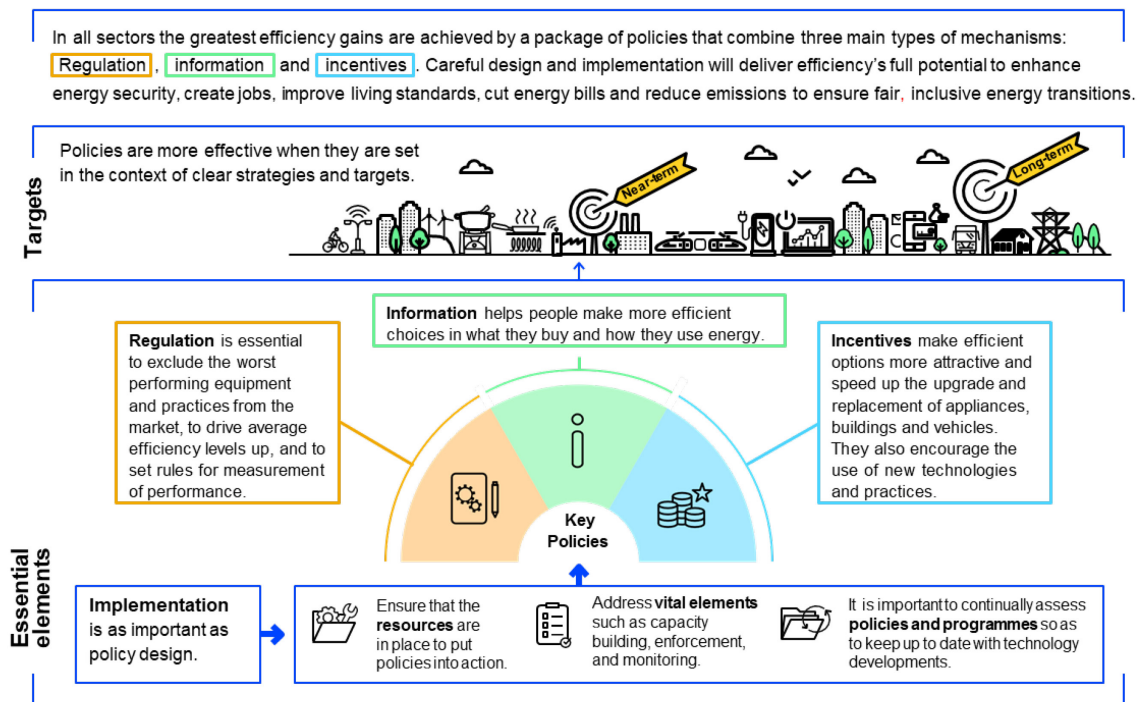 In all sectors the greatest efficiency gains are achieved by a package of policies that combine three main types of mechanisms:
Regulation , information and incentives . Careful design and implementation will deliver efficiency's full potential to enhance
energy security, create jobs, improve living standards, cut energy bills and reduce emissions to ensure fair, inclusive energy transitions.
Targets
Policies are more effective when they are set
in the context of clear strategies and targets.
Near-term
Long-term
Essential
elements
Information helps people make more efficient
choices in what they buy and how they use energy.
Regulation is essential
to exclude the worst
performing equipment
and practices from the
market, to drive average
efficiency levels up, and to
set rules for measurement
of performance.
Incentives make efficient
options more attractive and
speed up the upgrade and
replacement of appliances,
buildings and vehicles.
They also encourage the
use of new technologies
and practices.
Key
Policies
Implementation
is as important as
policy design.
Ensure that the
resources are
in place to put
policies into action.
Address vital elements
such as capacity
building, enforcement,
and monitoring.
It is important to continually assess
policies and programmes so as
to keep up to date with technology
developments.